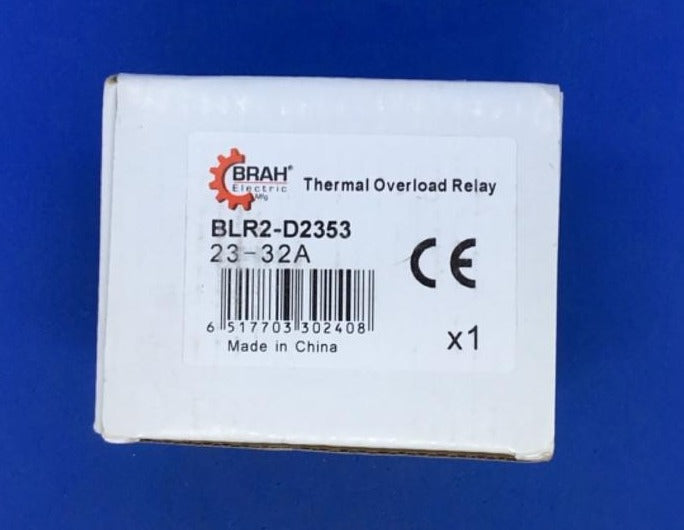 BRAH®
Electric
Mfg
Thermal Overload Relay
BLR2-D2353
23-32A
6 517703 302408
Made in China
CE
x1